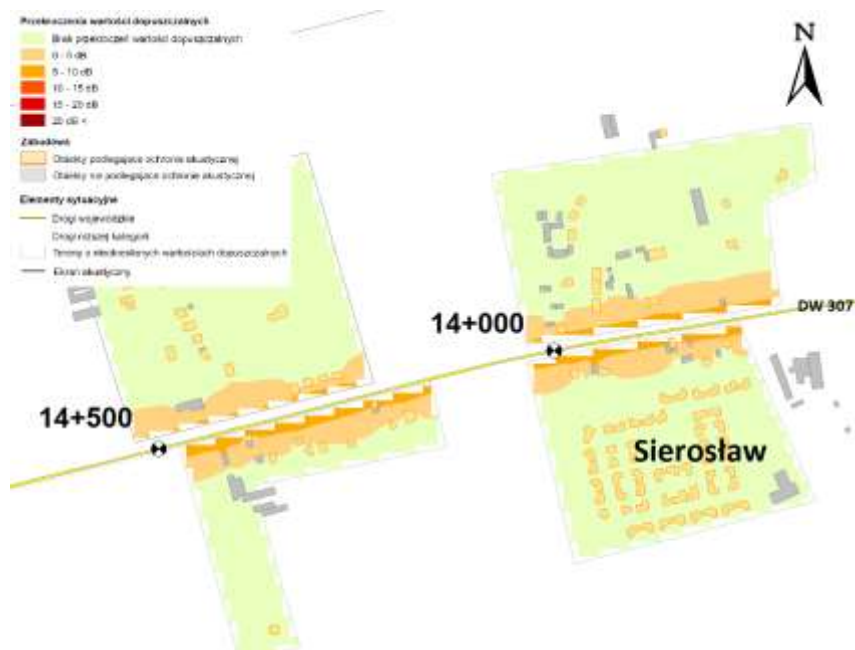 Przekroczenia wartości dopuszczalnych
Brak przekroczeń wartości dopuszczalnych
0 - 5 dB
5 - 10 dB
10 - 15 dB
15 - 20 dB
20 dB <
Zabudowa
Obiekty podlegające ochronie akustycznej
Obiekty nie podlegające ochronie akustycznej
Elementy sytuacyjne
Drogi wojewódzkie
Drogi niższej kategorii
Tereny o nieokreślonych wartościach dopuszczalnych
Ekran akustyczny
N
14+000
DW 307
14+500
Sierosław